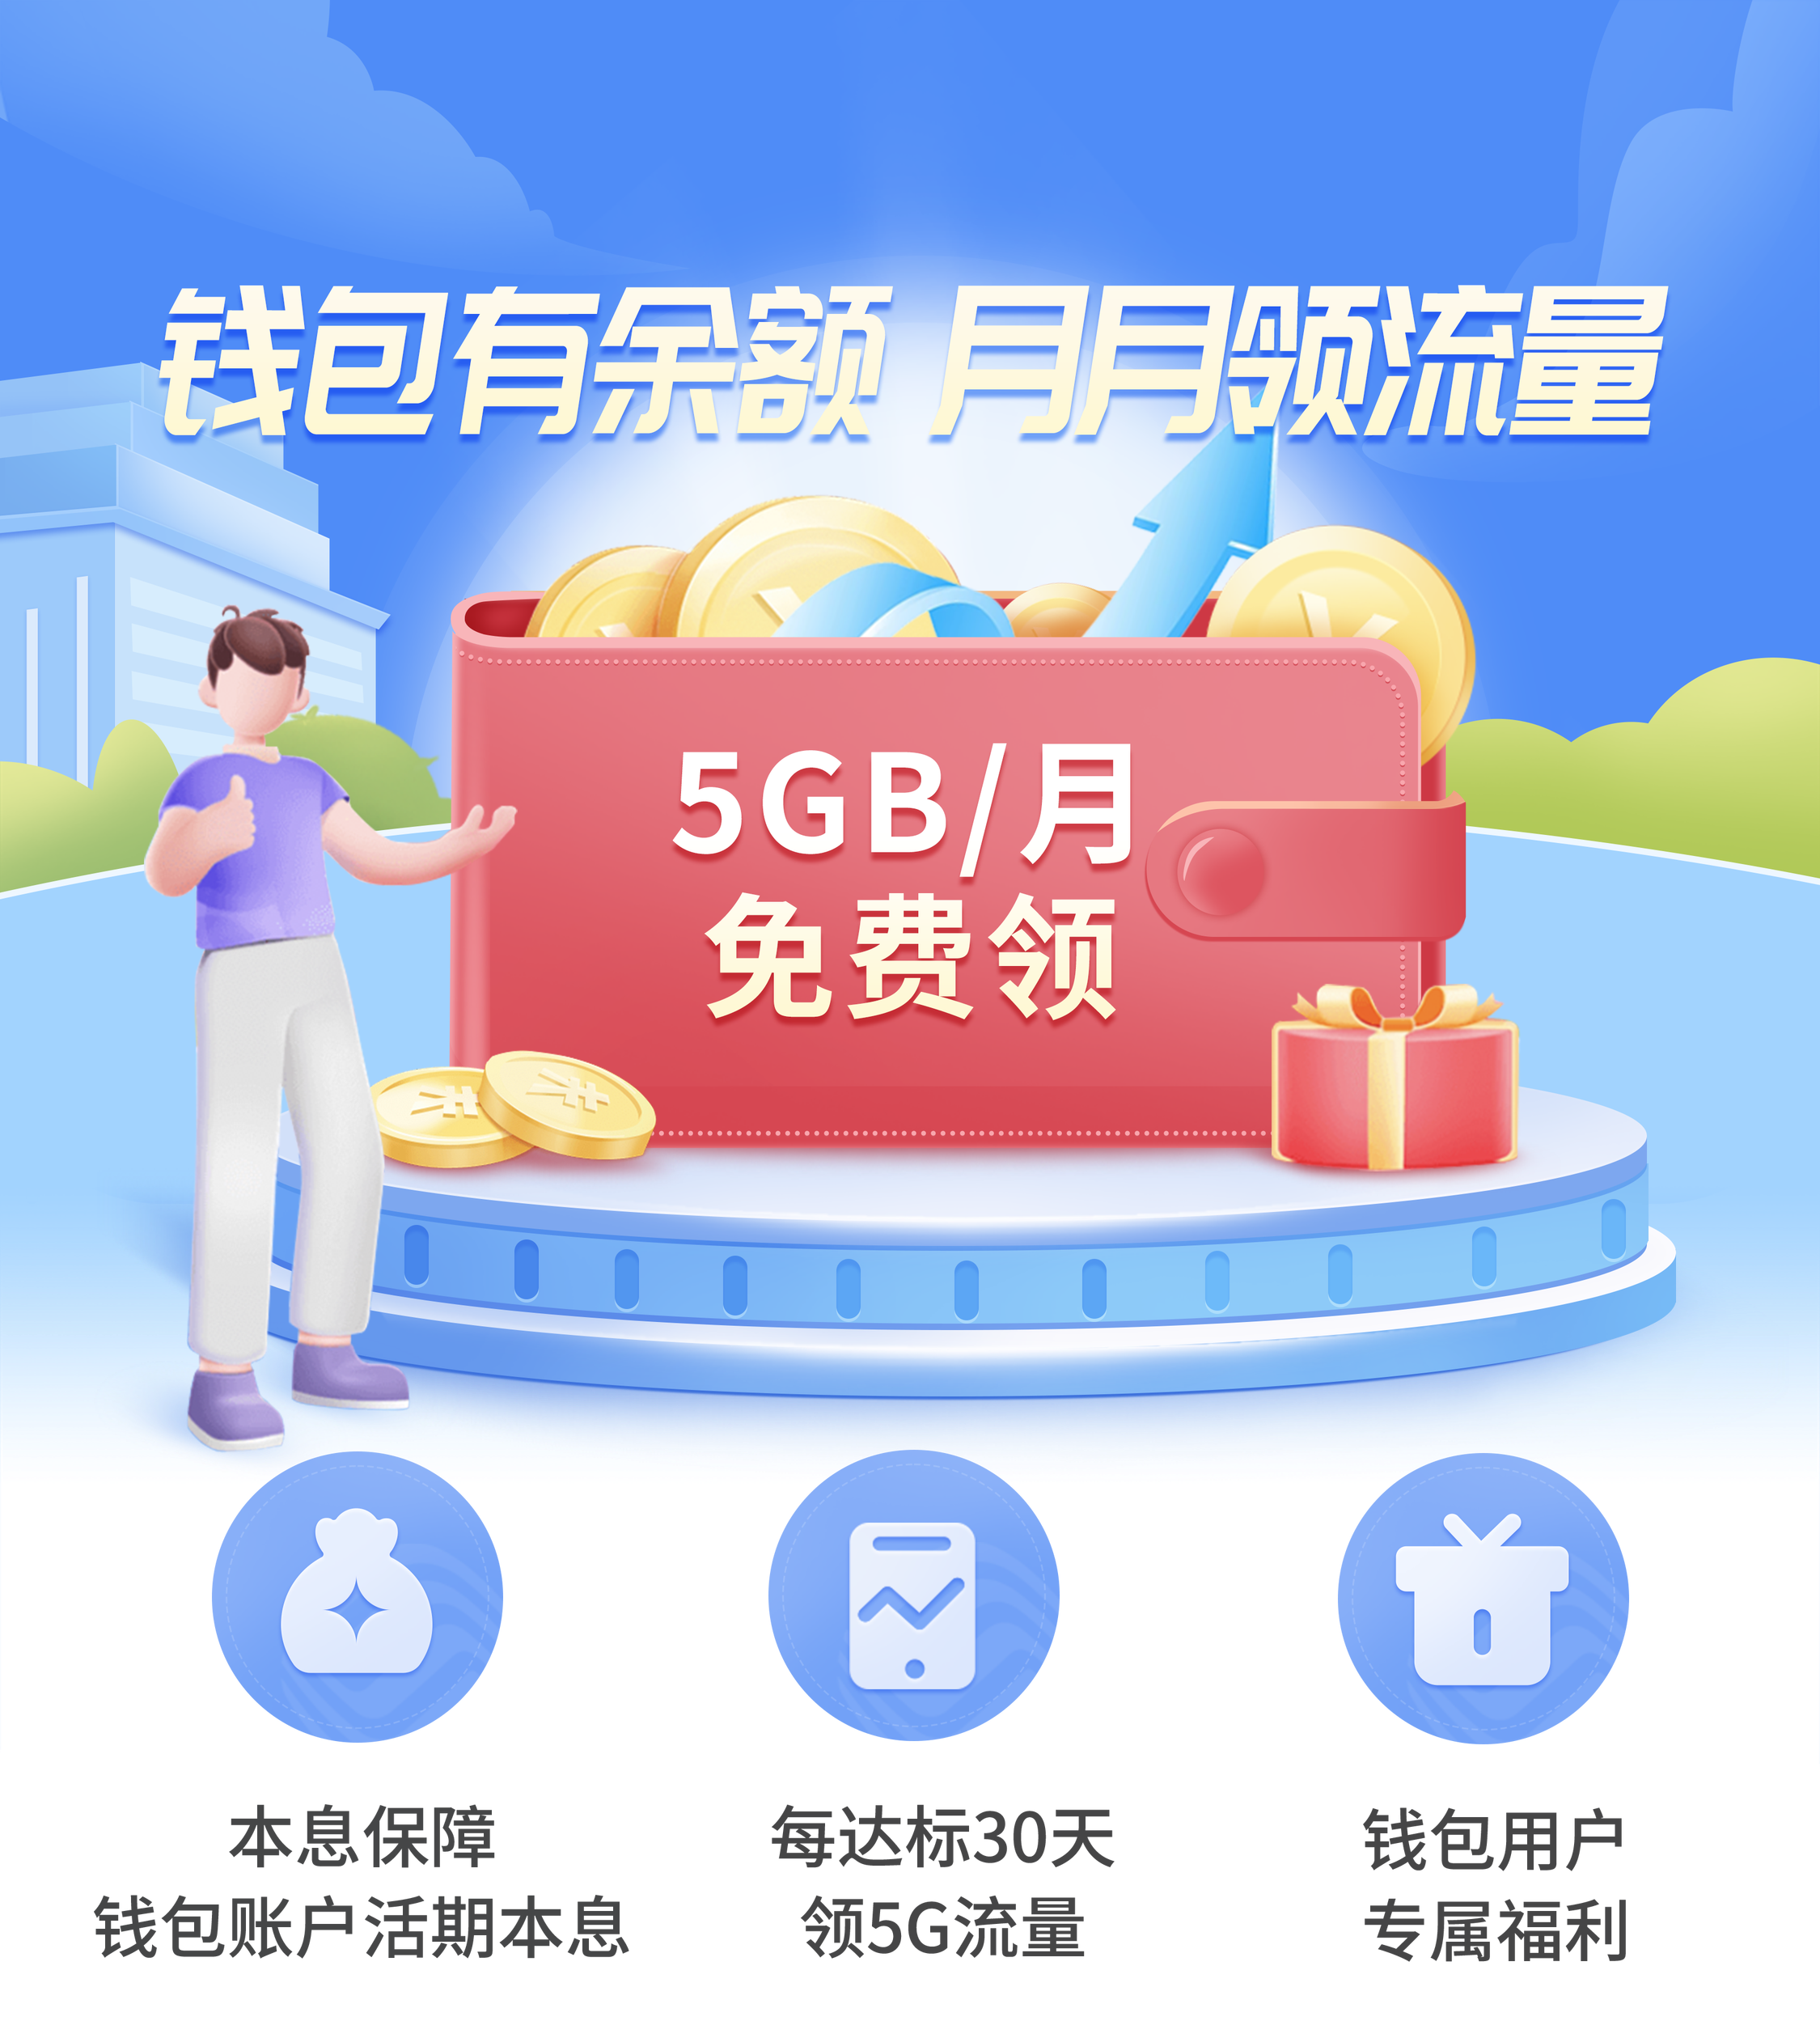 钱包有余额 月月领流量
5GB/月
免费领
本息保障
钱包账户活期本息
每达标30天
领5G流量
钱包用户
专属福利